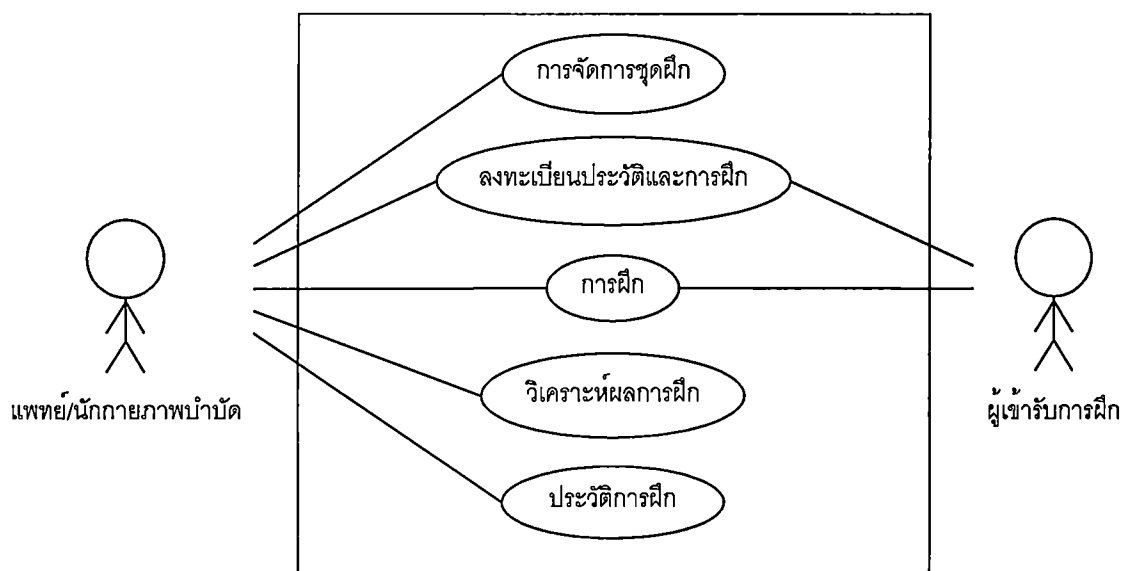 การจัดการชุดฝึก
ลงทะเบียนประวัติและการฝึก
การฝึก
วิเคราะห์ผลการฝึก
แพทย์/นักกายภาพบำบัด
ผู้เข้ารับการฝึก
ประวัติการฝึก